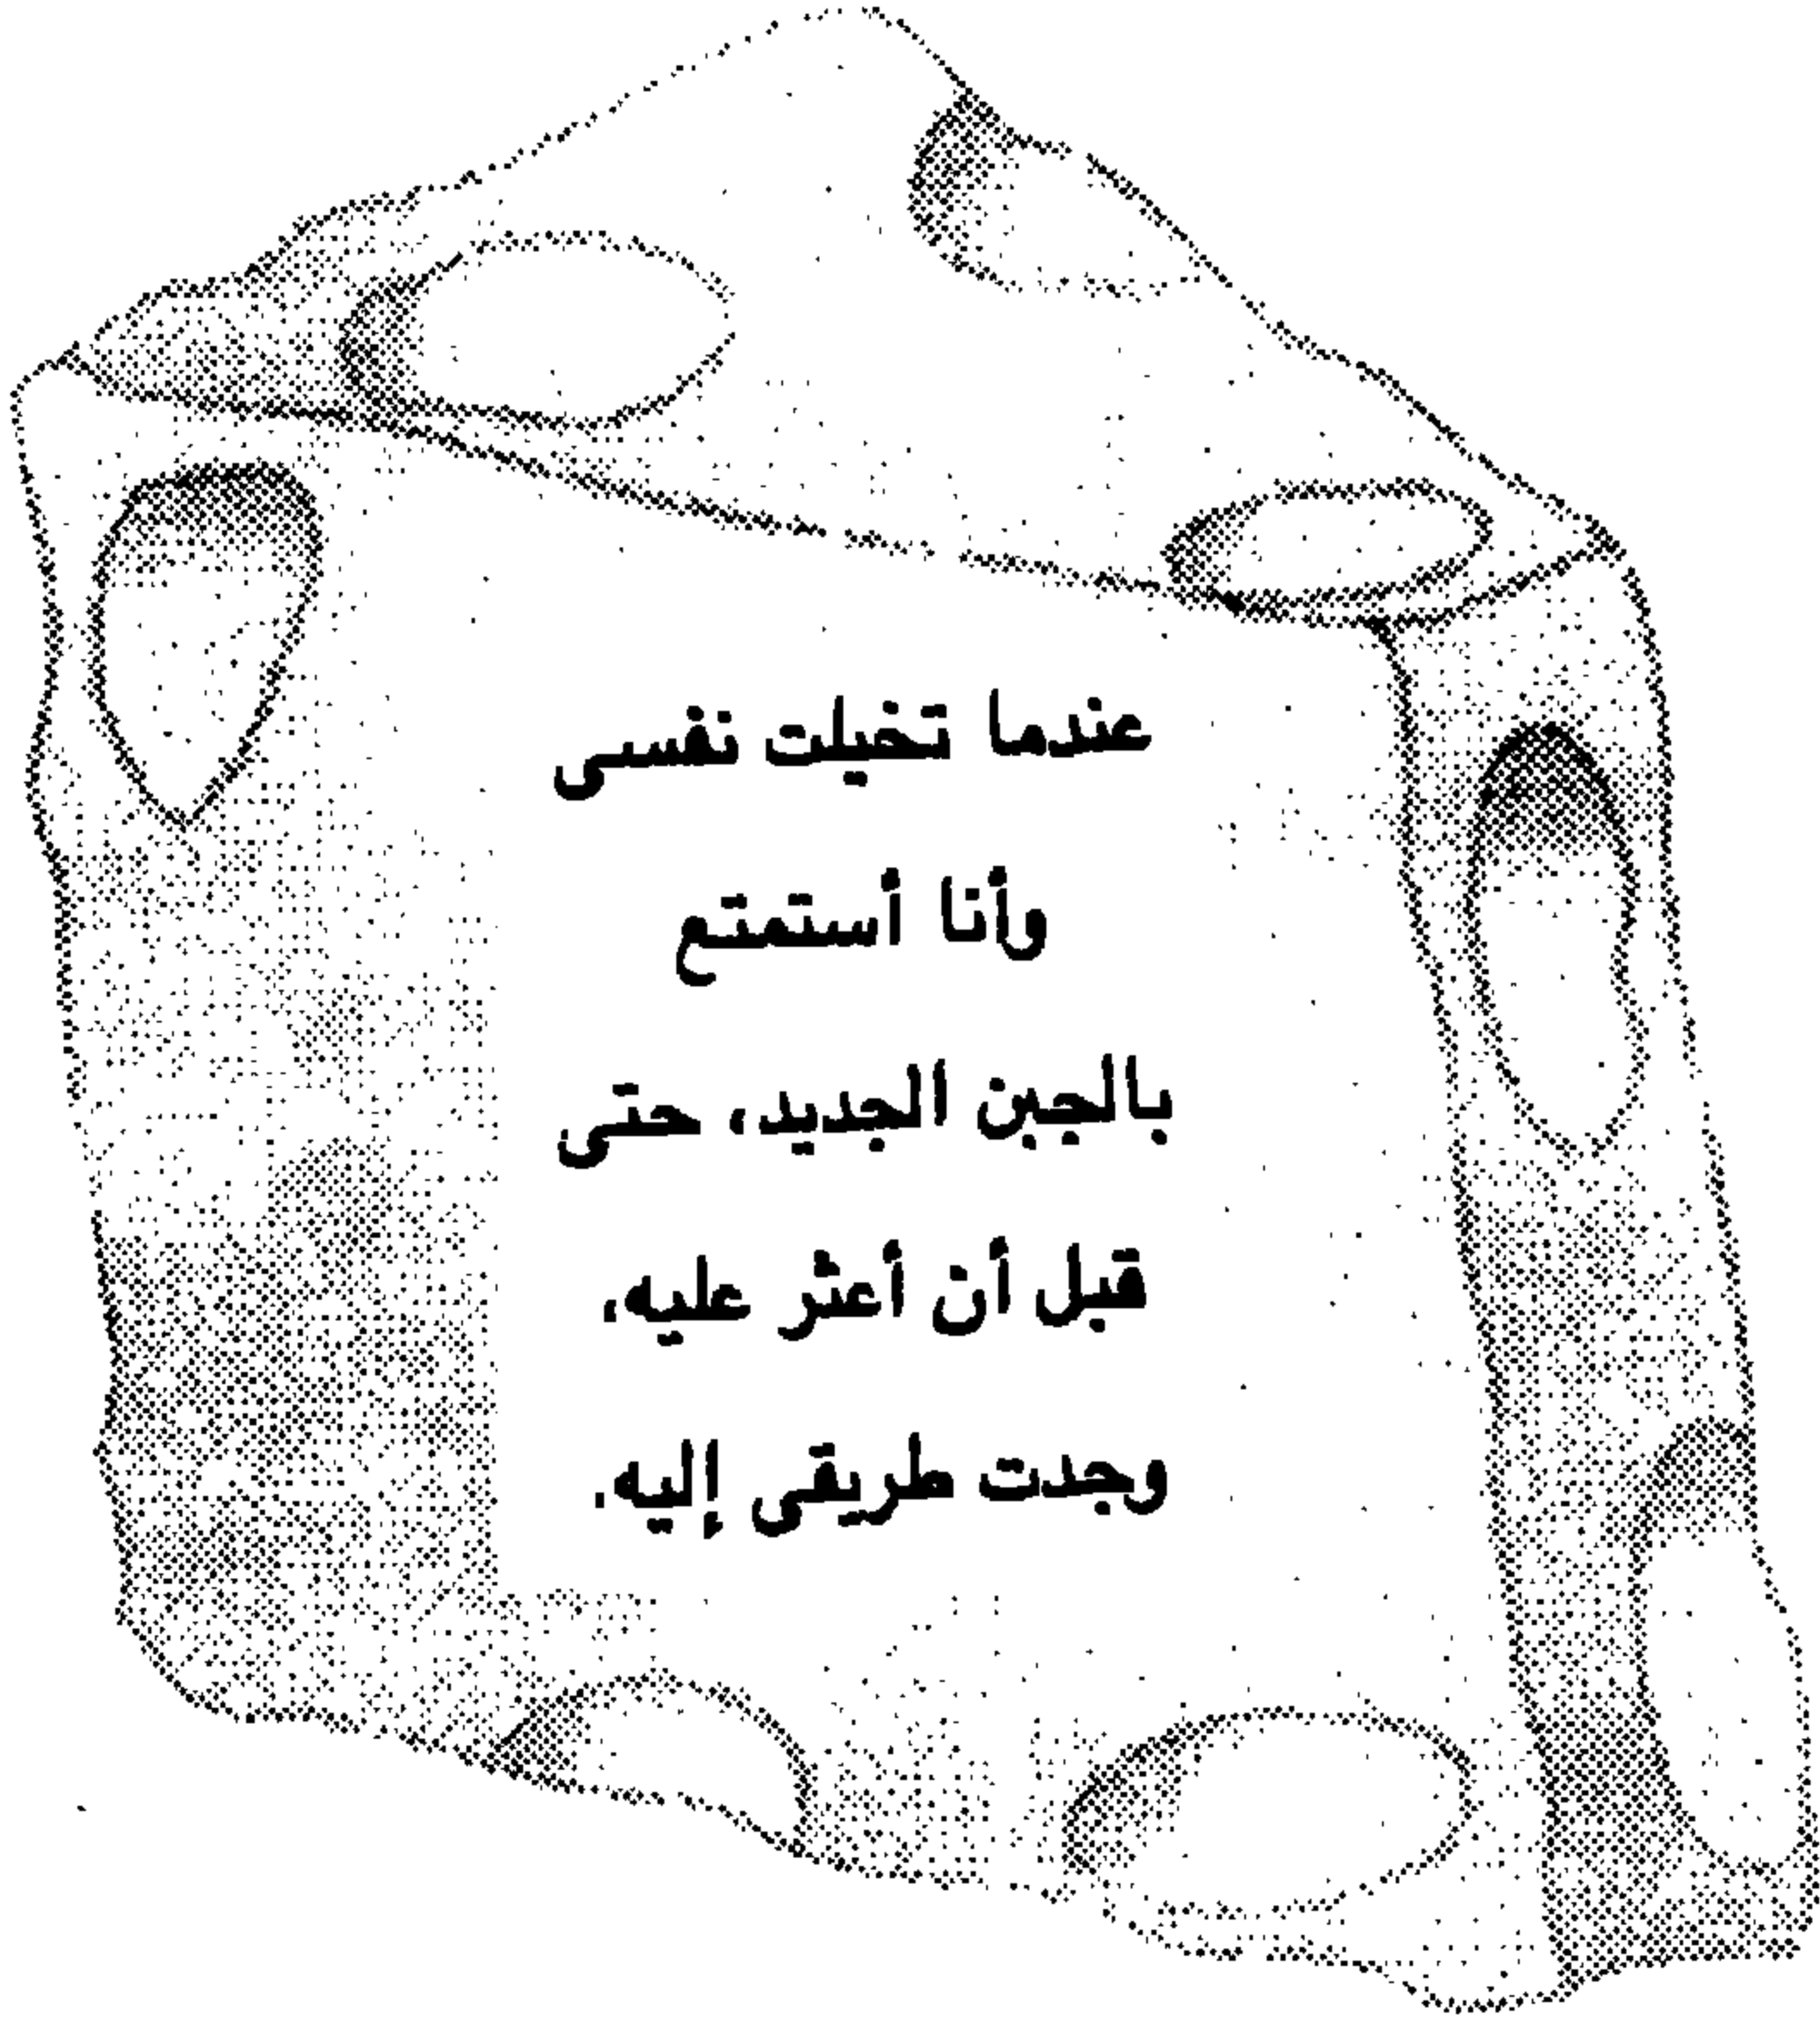 عندما تخيلت نفسى
وأنا أستمتع
بالجبن الجديد، حتى
قبل أن أعثر عليه،
وجدت طريقى إليه.